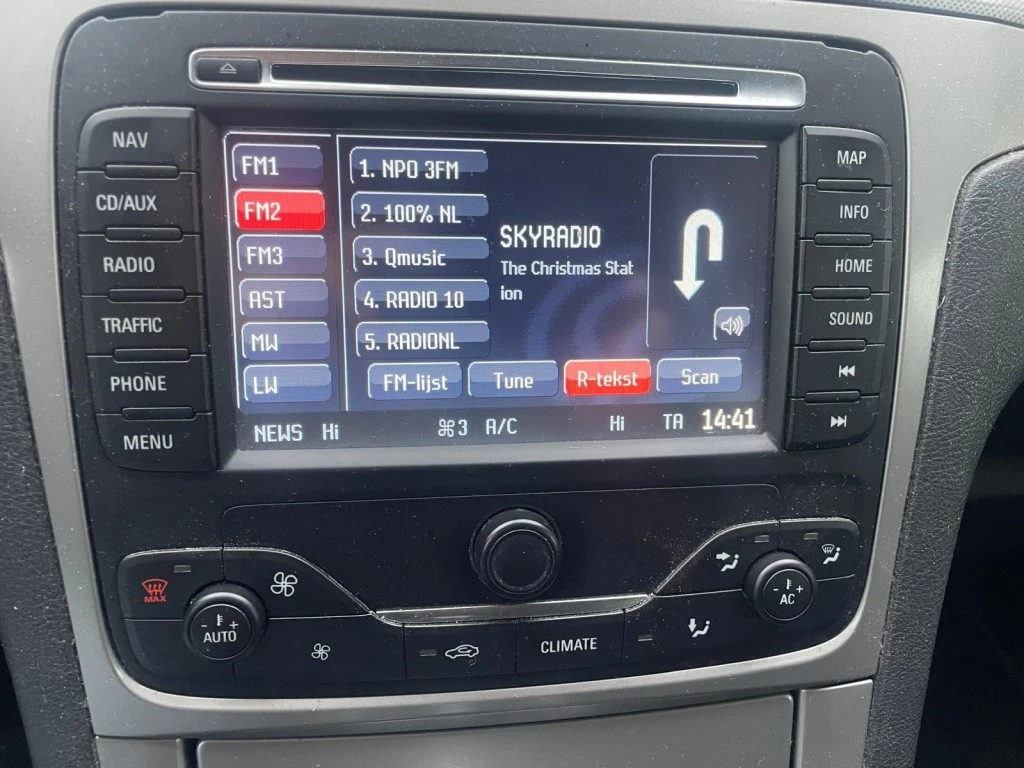 NAV
CD/AUX
RADIO
TRAFFIC
PHONE
MENU
FM1
FM2
FM3
AST
MW
LW
1. NPO 3FM
2. 100% NL
3. Qmusic
4. RADIO 10
5. RADIONL
SKYRADIO
The Christmas Stat
ion
FM-lijst Tune R-tekst Scan
NEWS Hi 3 A/C Hi TA 14:41
MAP
INFO
HOME
SOUND
MAX
- +
AUTO
CLIMATE
- +
AC